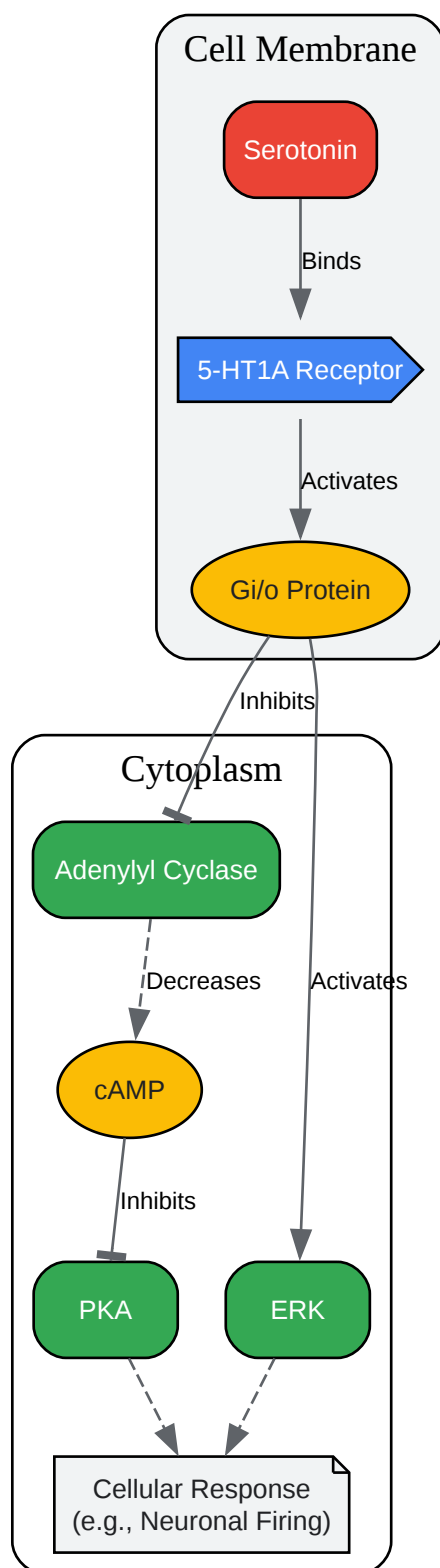 Cell Membrane
Serotonin
Binds
5-HT1A Receptor
Activates
Gi/o Protein
Inhibits
Cytoplasm
Adenylyl Cyclase
Decreases
Activates
cAMP
Inhibits
PKA
ERK
Cellular Response
(e.g., Neuronal Firing)